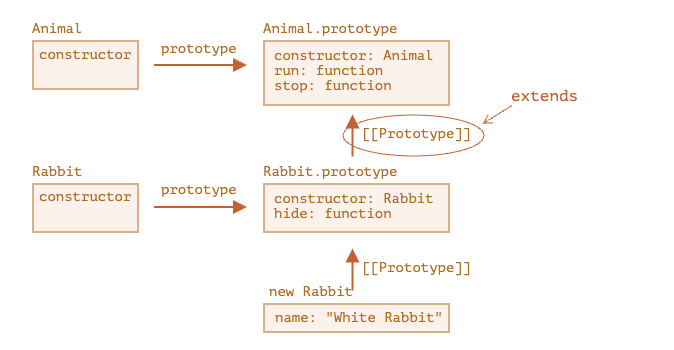 Animal
Animal.prototype
constructor
prototype
constructor: Animal
run: function
stop: function
extends
[[Prototype]]
Rabbit
Rabbit.prototype
constructor
prototype
constructor: Rabbit
hide: function
[[Prototype]]
new Rabbit
name: "White Rabbit"